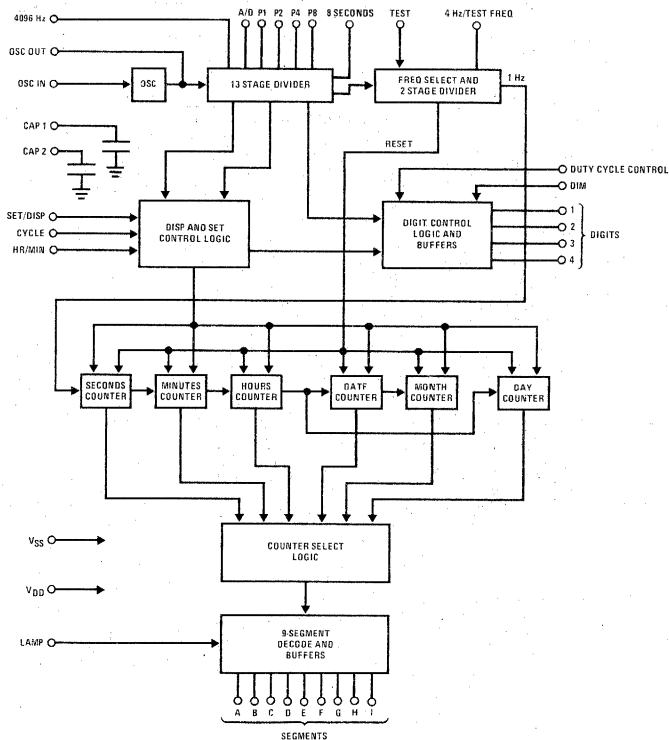 A/D P1 P2 P4 P8 8 SECONDS TEST 4 Hz/TEST FREQ
4096 Hz
OSC OUT
OSC IN
OSC
13 STAGE DIVIDER
FREQ SELECT AND
2 STAGE DIVIDER
1 Hz
CAP 1
CAP 2
RESET
DUTY CYCLE CONTROL
DIM
SET/DISP
CYCLE
HR/MIN
DISP AND SET
CONTROL LOGIC
DIGIT CONTROL
LOGIC AND
BUFFERS
1
2
3
4
DIGITS
SECONDS
COUNTER
MINUTES
COUNTER
HOURS
COUNTER
DATE
COUNTER
MONTH
COUNTER
DAY
COUNTER
VSS
COUNTER SELECT
LOGIC
VDD
LAMP
9-SEGMENT
DECODE AND
BUFFERS
A B C D E F G H I
SEGMENTS